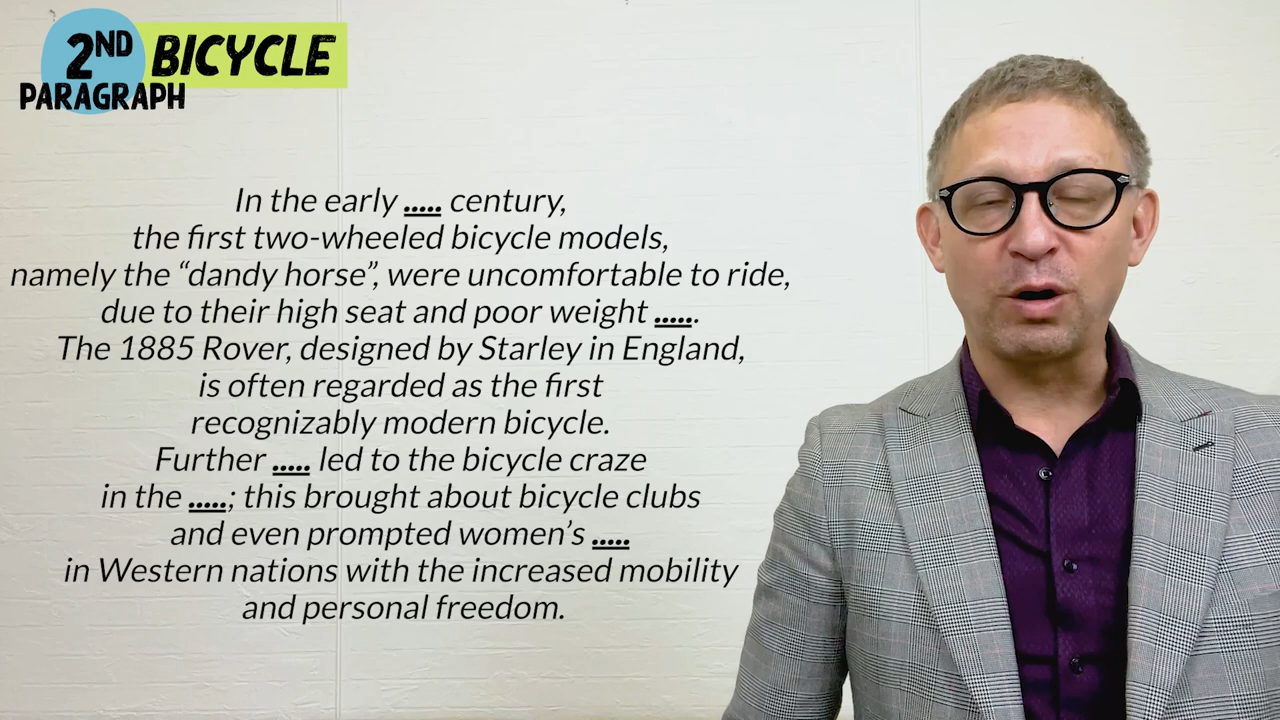 2ND BICYCLE
PARAGRAPH
In the early ..... century,
the first two-wheeled bicycle models,
namely the “dandy horse”, were uncomfortable to ride,
due to their high seat and poor weight ......
The 1885 Rover, designed by Starley in England,
is often regarded as the first
recognizably modern bicycle.
Further ..... led to the bicycle craze
in the .....; this brought about bicycle clubs
and even prompted women’s .....
in Western nations with the increased mobility
and personal freedom.